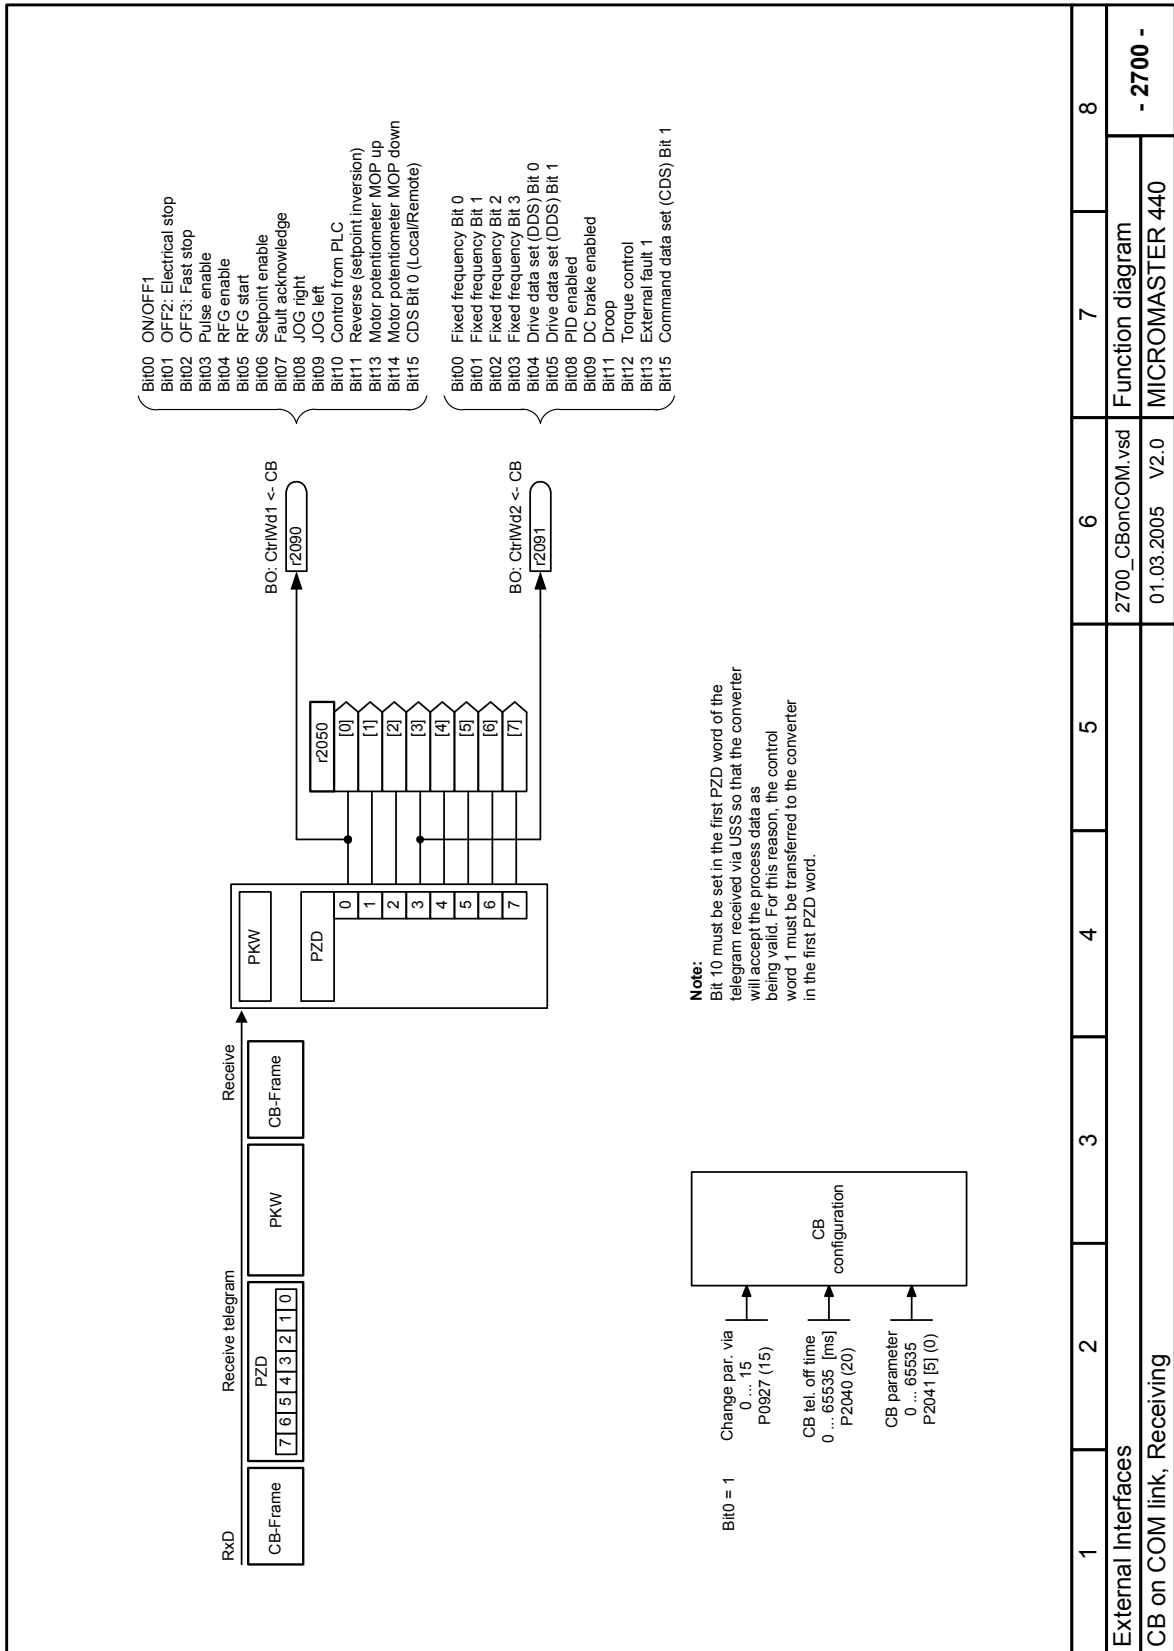 RxD
Receive telegram
Receive
CB-Frame
PZD
7 6 5 4 3 2 1 0
PKW
CB-Frame
PKW
PZD
0
1
2
3
4
5
6
7
r2050
[0]
[1]
[2]
[3]
[4]
[5]
[6]
[7]
BO: CtrlWd1 <- CB
r2090
Bit00 ON/OFF1
Bit01 OFF2: Electrical stop
Bit02 OFF3: Fast stop
Bit03 Pulse enable
Bit04 RFG enable
Bit05 RFG start
Bit06 Setpoint enable
Bit07 Fault acknowledge
Bit08 JOG right
Bit09 JOG left
Bit10 Control from PLC
Bit11 Reverse (setpoint inversion)
Bit13 Motor potentiometer MOP up
Bit14 Motor potentiometer MOP down
Bit15 CDS Bit 0 (Local/Remote)
BO: CtrlWd2 <- CB
r2091
Bit00 Fixed frequency Bit 0
Bit01 Fixed frequency Bit 1
Bit02 Fixed frequency Bit 2
Bit03 Fixed frequency Bit 3
Bit04 Drive data set (DDS) Bit 0
Bit05 Drive data set (DDS) Bit 1
Bit08 PID enabled
Bit09 DC brake enabled
Bit11 Droop
Bit12 Torque control
Bit13 External fault 1
Bit15 Command data set (CDS) Bit 1
Bit0 = 1
Change par. via
0 ... 15
P0927 (15)
CB tel. off time
0 ... 65535 [ms]
P2040 (20)
CB parameter
0 ... 65535
P2041 [5] (0)
CB
configuration
Note:
Bit 10 must be set in the first PZD word of the
telegram received via USS so that the converter
will accept the process data as
being valid. For this reason, the control
word 1 must be transferred to the converter
in the first PZD word.
1 2 3 4 5 6 7 8
External Interfaces
2700_CBonCOM.vsd
Function diagram
- 2700 -
CB on COM link, Receiving
01.03.2005 V2.0
MICROMASTER 440